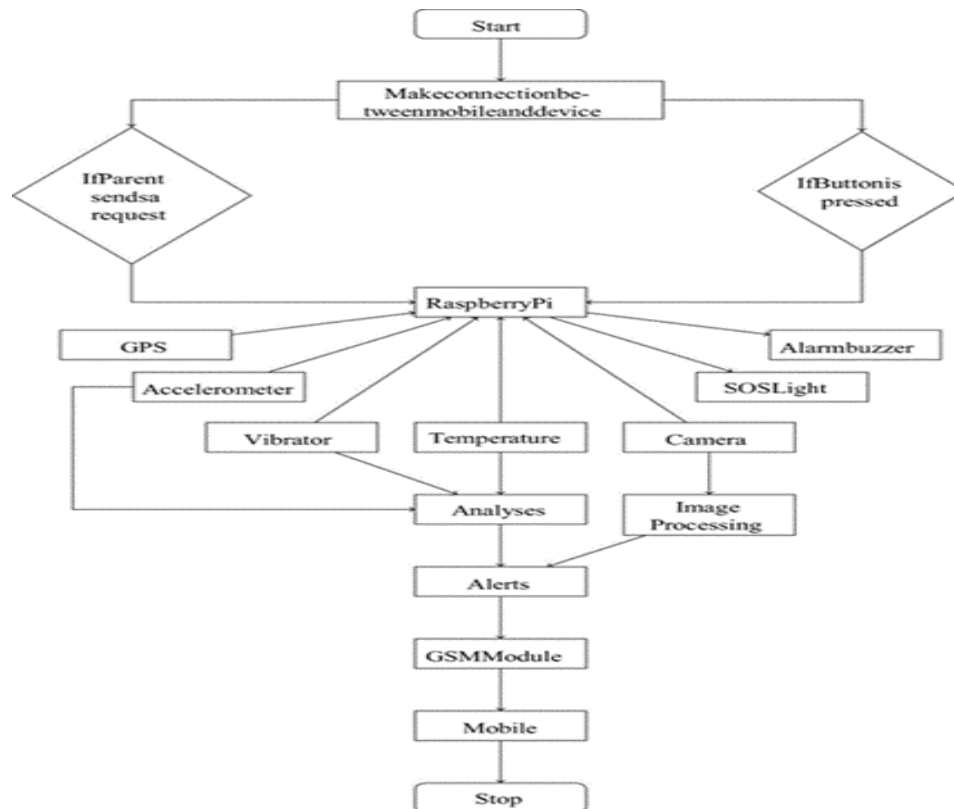 Start
Makeconnectionbe-
tweenmobileanddevice
IfParent
sendsa
request
IfButtonis
pressed
RaspberryPi
GPS
Alarmbuzzer
Accelerometer
SOSLight
Vibrator
Temperature
Camera
Analyses
Image
Processing
Alerts
GSMModule
Mobile
Stop